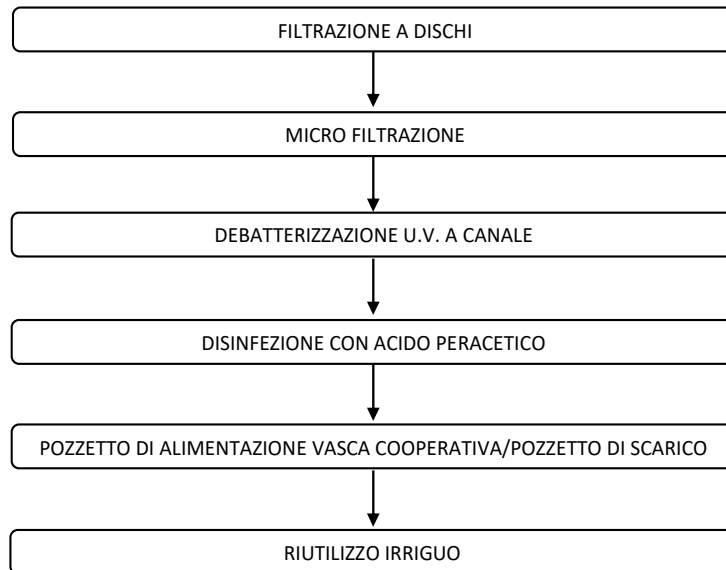 FILTRAZIONE A DISCHI
MICRO FILTRAZIONE
DEBATTERIZZAZIONE U.V. A CANALE
DISINFEZIONE CON ACIDO PERACETICO
POZZETTO DI ALIMENTAZIONE VASCA COOPERATIVA/POZZETTO DI SCARICO
RIUTILIZZO IRRIGUO